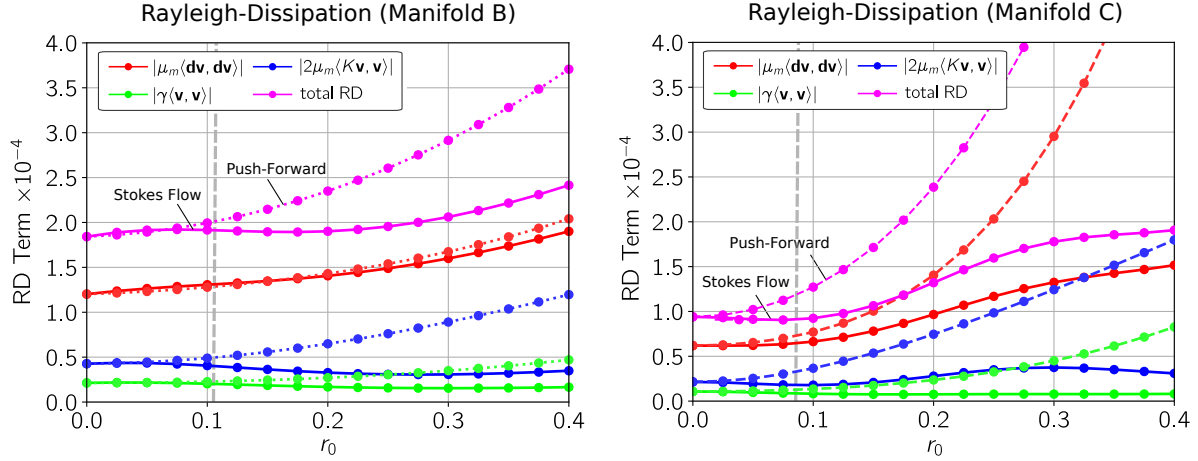 Rayleigh-Dissipation (Manifold B)
RD Term ×10⁻⁴
4.0
3.5
3.0
2.5
2.0
1.5
1.0
0.5
0.0
|μₘ⟨dv, dv⟩|
|γ⟨v, v⟩|
|2μₘ⟨Kv, v⟩|
total RD
Push-Forward
Stokes Flow
0.0 0.1 0.2 0.3 0.4
r₀
Rayleigh-Dissipation (Manifold C)
RD Term ×10⁻⁴
4.0
3.5
3.0
2.5
2.0
1.5
1.0
0.5
0.0
|μₘ⟨dv, dv⟩|
|γ⟨v, v⟩|
|2μₘ⟨Kv, v⟩|
total RD
Push-Forward
Stokes Flow
0.0 0.1 0.2 0.3 0.4
r₀